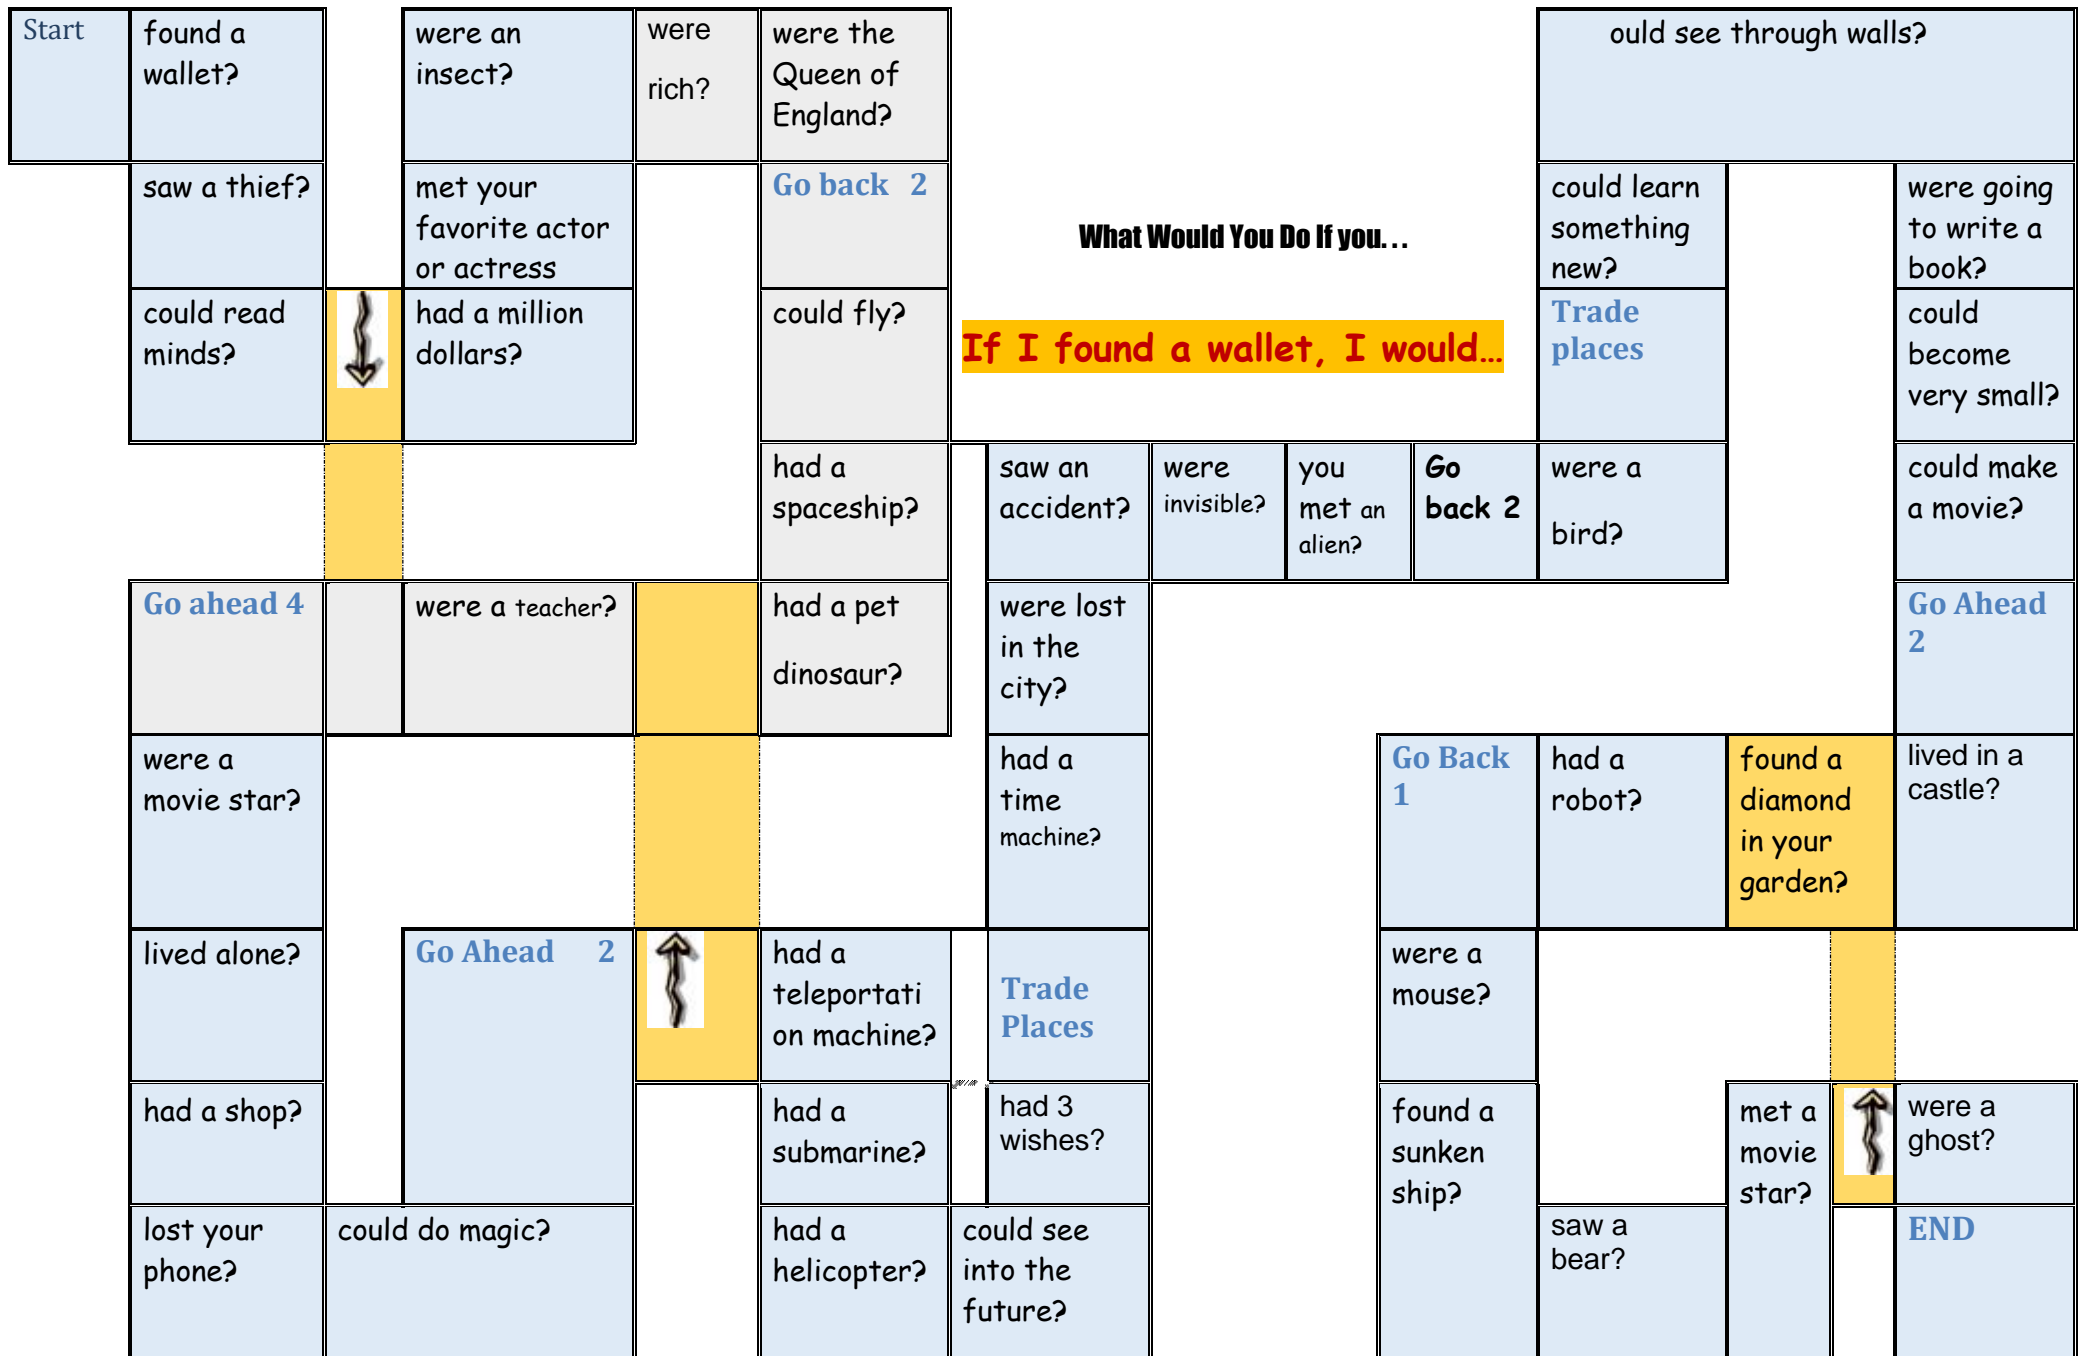 Start
found a
wallet?
were an
insect?
were
rich?
were the
Queen of
England?
ould see through walls?
saw a thief?
met your
favorite actor
or actress
Go back 2
What Would You Do If you. . .
could learn
something
new?
were going
to write a
book?
could read
minds?
had a million
dollars?
could fly?
If I found a wallet, I would…
Trade
places
could
become
very small?
had a
spaceship?
saw an
accident?
were
invisible?
you
met an
alien?
Go
back 2
were a
bird?
could make
a movie?
Go ahead 4
were a teacher?
had a pet
dinosaur?
were lost
in the
city?
Go Ahead
2
were a
movie star?
had a
time
machine?
Go Back
1
had a
robot?
found a
diamond
in your
garden?
lived in a
castle?
lived alone?
Go Ahead 2
had a
teleportati
on machine?
Trade
Places
were a
mouse?
had a shop?
had a
submarine?
had 3
wishes?
found a
sunken
ship?
met a
movie
star?
were a
ghost?
lost your
phone?
could do magic?
had a
helicopter?
could see
into the
future?
saw a
bear?
END